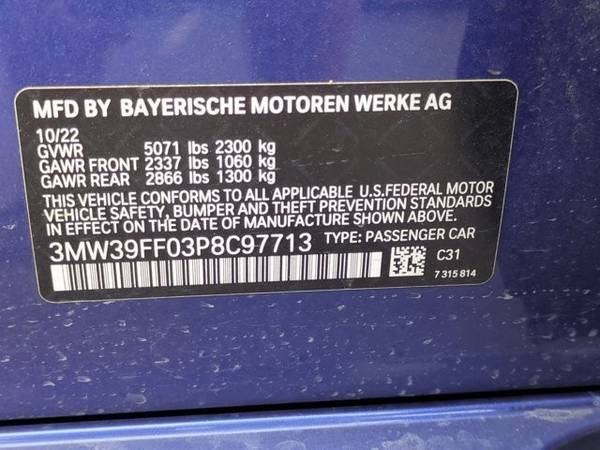 MFD BY BAYERISCHE MOTOREN WERKE AG
10/22
GVWR 5071 lbs 2300 kg
GAWR FRONT 2337 lbs 1060 kg
GAWR REAR 2866 lbs 1300 kg
THIS VEHICLE CONFORMS TO ALL APPLICABLE U.S.FEDERAL MOTOR
VEHICLE SAFETY, BUMPER AND THEFT PREVENTION STANDARDS
IN EFFECT ON THE DATE OF MANUFACTURE SHOWN ABOVE
3MW39FF03P8C97713 TYPE: PASSENGER CAR
C31
7 315 814